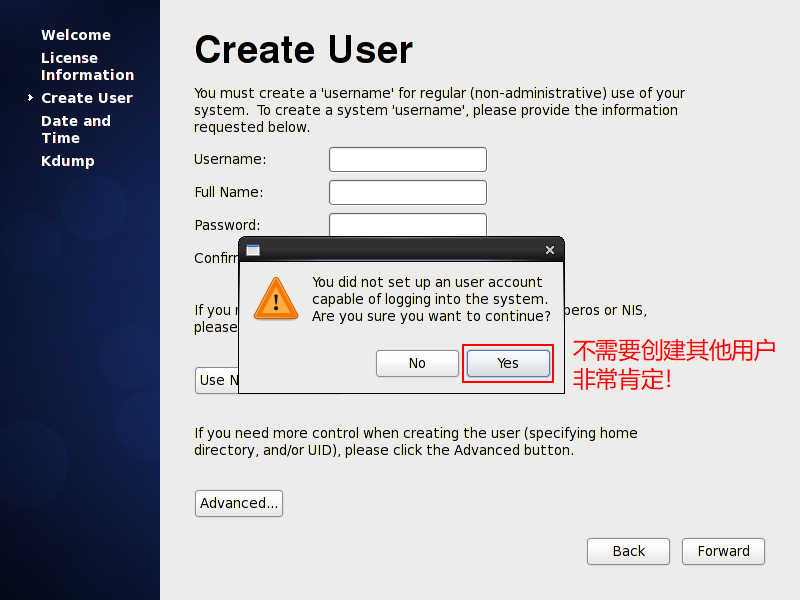 Welcome
License
Information
Create User
Date and
Time
Kdump
Create User
You must create a 'username' for regular (non-administrative) use of your
system.  To create a system 'username', please provide the information
requested below.
Username:
Full Name:
Password:
Confir
You did not set up an user account
capable of logging into the system.
Are you sure you want to continue?
No
Yes
If you
beros or NIS,
please
Use N
不需要创建其他用户
非常肯定!
If you need more control when creating the user (specifying home
directory, and/or UID), please click the Advanced button.
Advanced...
Back
Forward